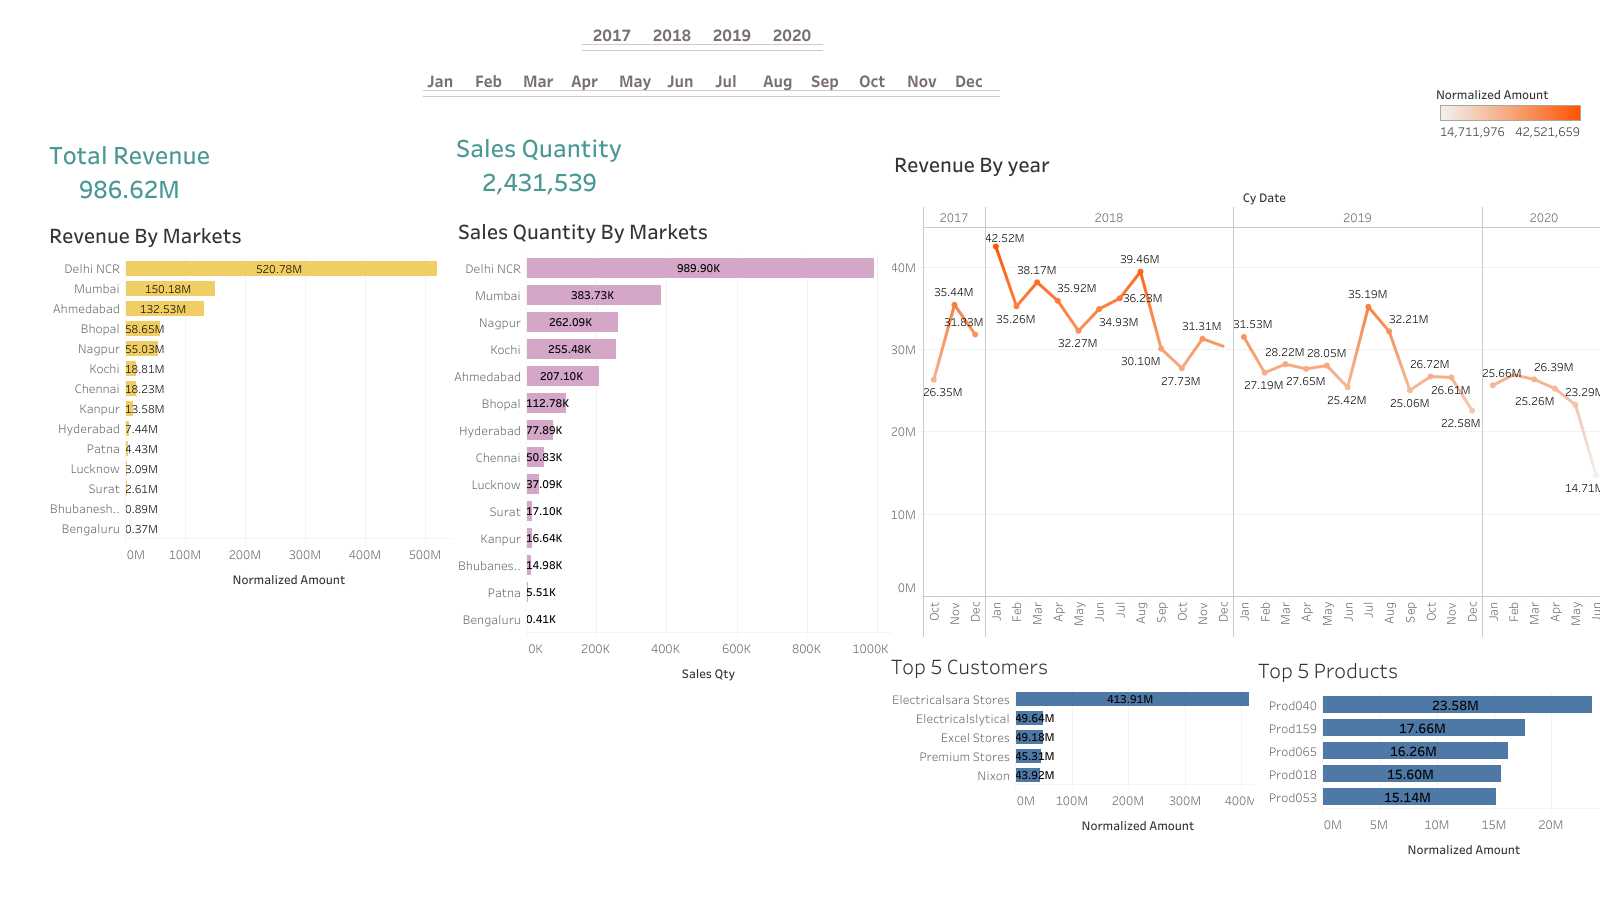 2017 2018 2019 2020
Jan Feb Mar Apr May Jun Jul Aug Sep Oct Nov Dec
Normalized Amount
14,711,976 42,521,659
Total Revenue
986.62M
Sales Quantity
2,431,539
Revenue By Markets
Delhi NCR 520.78M
Mumbai 150.18M
Ahmedabad 132.53M
Bhopal 58.65M
Nagpur 55.03M
Kochi 18.81M
Chennai 18.23M
Kanpur 13.58M
Hyderabad 7.44M
Patna 4.43M
Lucknow 3.09M
Surat 2.61M
Bhubanesh.. 0.89M
Bengaluru 0.37M
0M 100M 200M 300M 400M 500M
Normalized Amount
Sales Quantity By Markets
Delhi NCR 989.90K
Mumbai 383.73K
Nagpur 262.09K
Kochi 255.48K
Ahmedabad 207.10K
Bhopal 112.78K
Hyderabad 77.89K
Chennai 50.83K
Lucknow 37.09K
Surat 17.10K
Kanpur 16.64K
Bhubanes.. 14.98K
Patna 5.51K
Bengaluru 0.41K
0K 200K 400K 600K 800K 1000K
Sales Qty
Revenue By year
Cy Date
2017 2018 2019 2020
40M
30M
20M
10M
0M
26.35M 35.44M 31.83M
42.52M 35.26M 38.17M 35.92M 32.27M 34.93M 36.23M 39.46M 30.10M 27.73M 31.31M
31.53M 27.19M 28.22M 27.65M 28.05M 25.42M 35.19M 32.21M 25.06M 26.72M 26.61M 22.58M
25.66M 26.39M 25.26M 23.29M 14.71M
Oct Nov Dec Jan Feb Mar Apr May Jun Jul Aug Sep Oct Nov Dec Jan Feb Mar Apr May Jun Jul Aug Sep Oct Nov Dec Jan Feb Mar Apr May Jun
Top 5 Customers
Electricalsara Stores 413.91M
Electricalslytical 49.64M
Excel Stores 49.18M
Premium Stores 45.31M
Nixon 43.92M
0M 100M 200M 300M 400M
Normalized Amount
Top 5 Products
Prod040 23.58M
Prod159 17.66M
Prod065 16.26M
Prod018 15.60M
Prod053 15.14M
0M 5M 10M 15M 20M
Normalized Amount